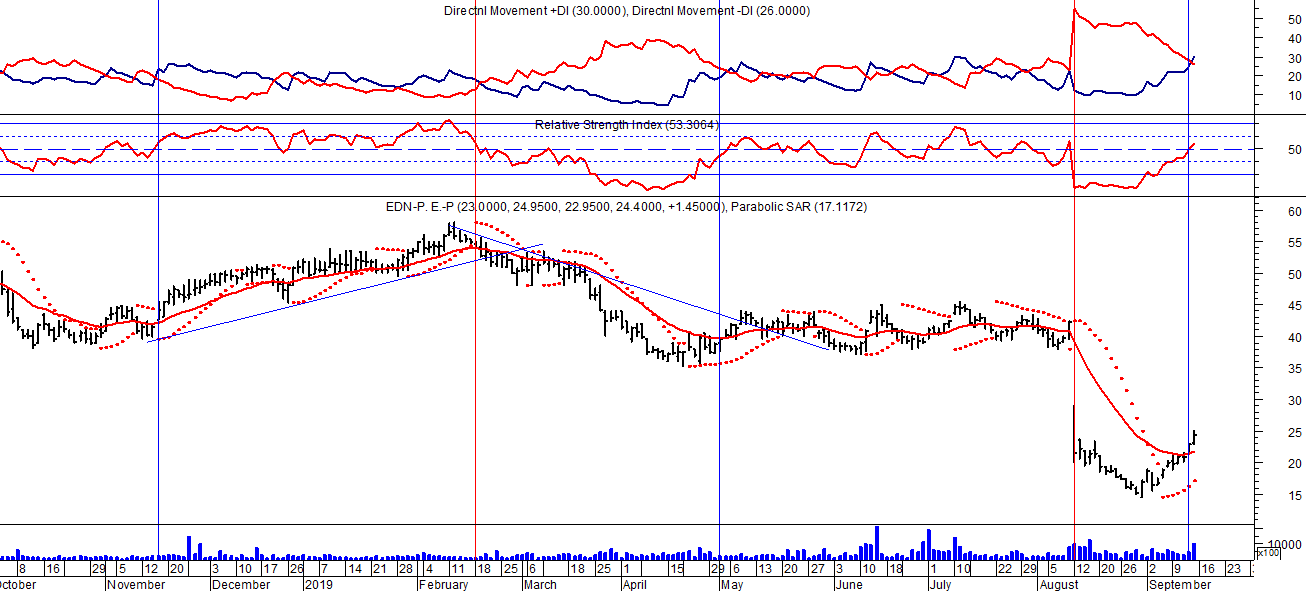 Directnl Movement +DI (30.0000), Directnl Movement -DI (26.0000)
50
40
30
20
10
Relative Strength Index (53.3064)
50
EDN-P. E.-P (23.0000, 24.9500, 22.9500, 24.4000, +1.45000), Parabolic SAR (17.1172)
60
55
50
45
40
35
30
25
20
15
10000
x100
8 16 29 5 12 20 3 10 17 26 7 14 21 28 4 11 18 25 6 18 25 1 15 29 6 13 20 27 10 18 1 10 22 29 5 12 20 26 2 9 16 23
ctober November December 2019 February March April May June July August September